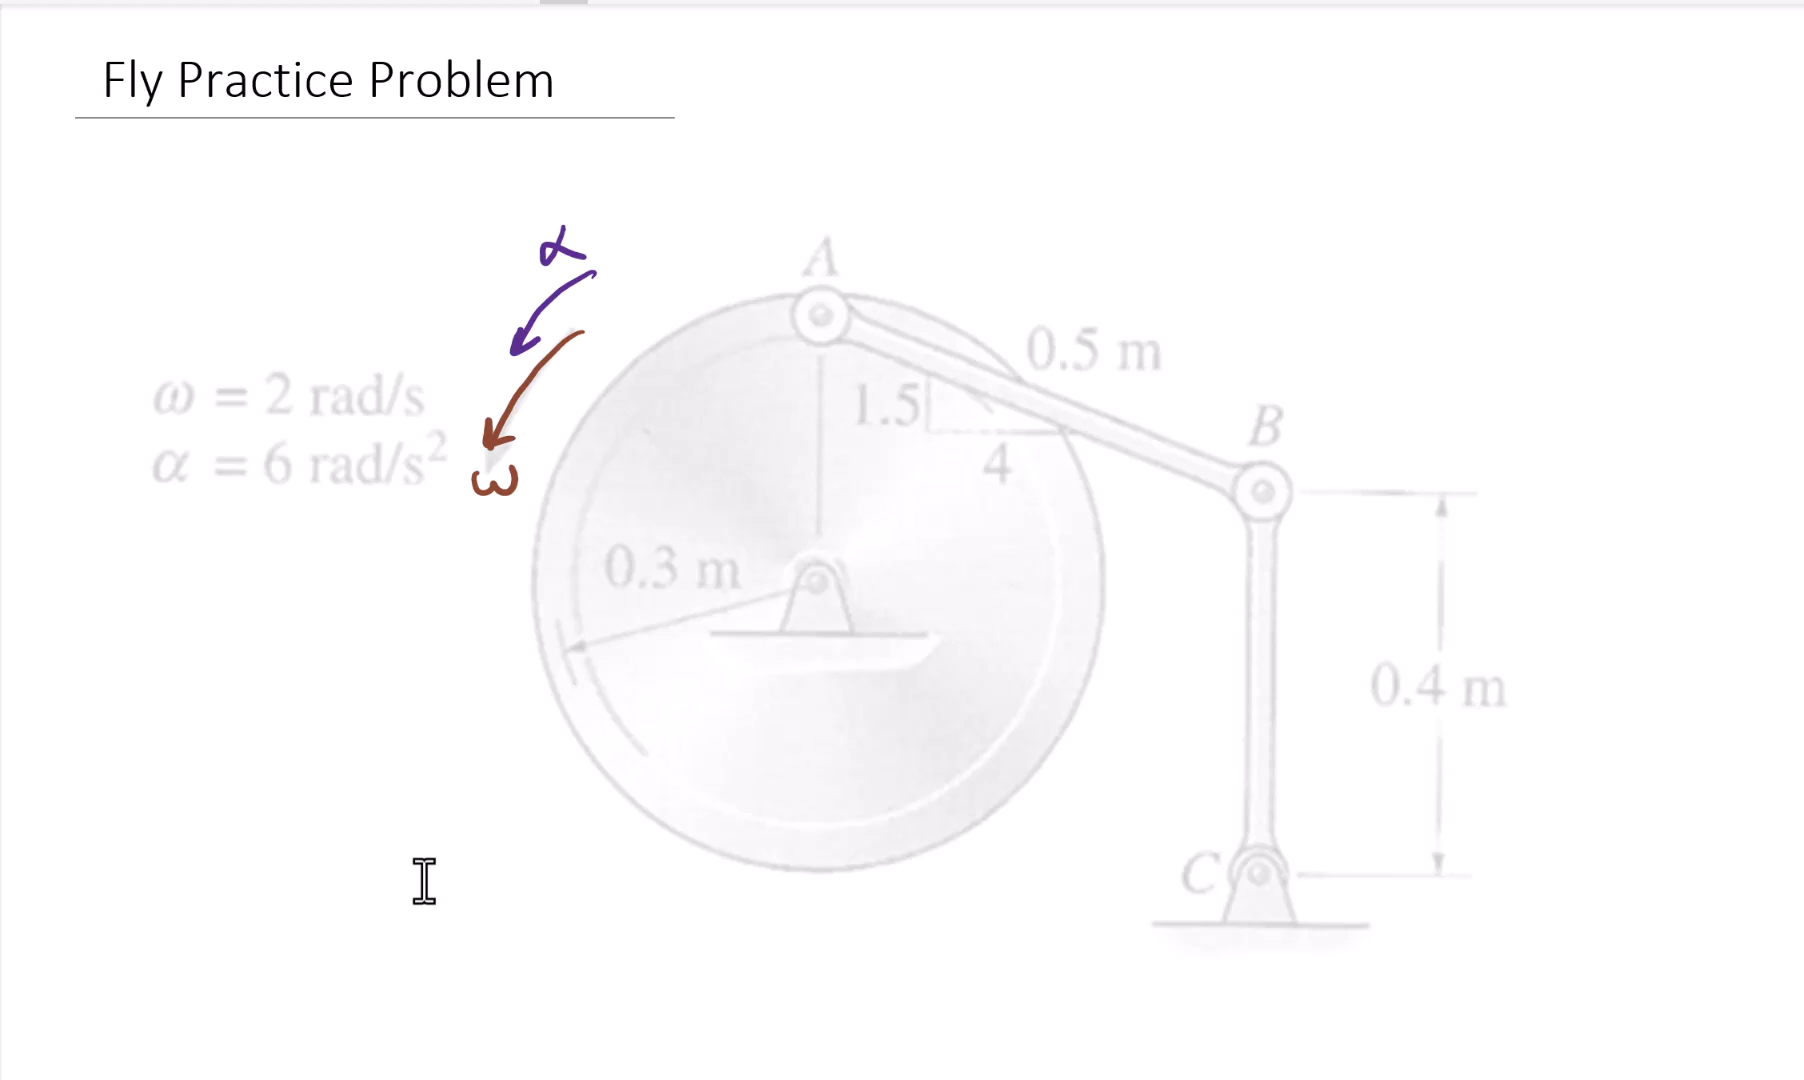 Fly Practice Problem
α
A
0.5 m
ω = 2 rad/s
1.5
B
α = 6 rad/s²
4
ω
0.3 m
0.4 m
C